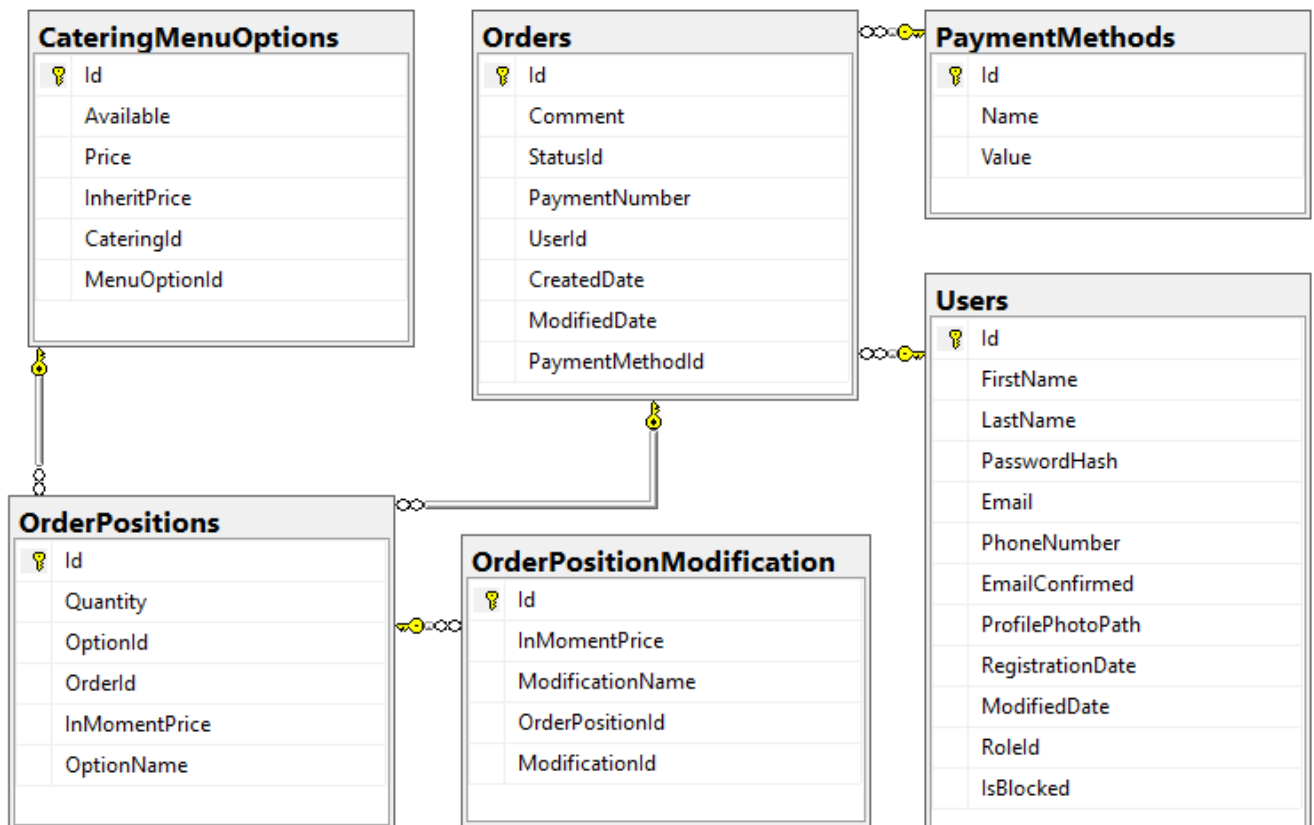 CateringMenuOptions
Id
Available
Price
InheritPrice
CateringId
MenuOptionId
Orders
Id
Comment
StatusId
PaymentNumber
UserId
CreatedDate
ModifiedDate
PaymentMethodId
PaymentMethods
Id
Name
Value
Users
Id
FirstName
LastName
PasswordHash
Email
PhoneNumber
EmailConfirmed
ProfilePhotoPath
RegistrationDate
ModifiedDate
RoleId
IsBlocked
OrderPositions
Id
Quantity
OptionId
OrderId
InMomentPrice
OptionName
OrderPositionModification
Id
InMomentPrice
ModificationName
OrderPositionId
ModificationId